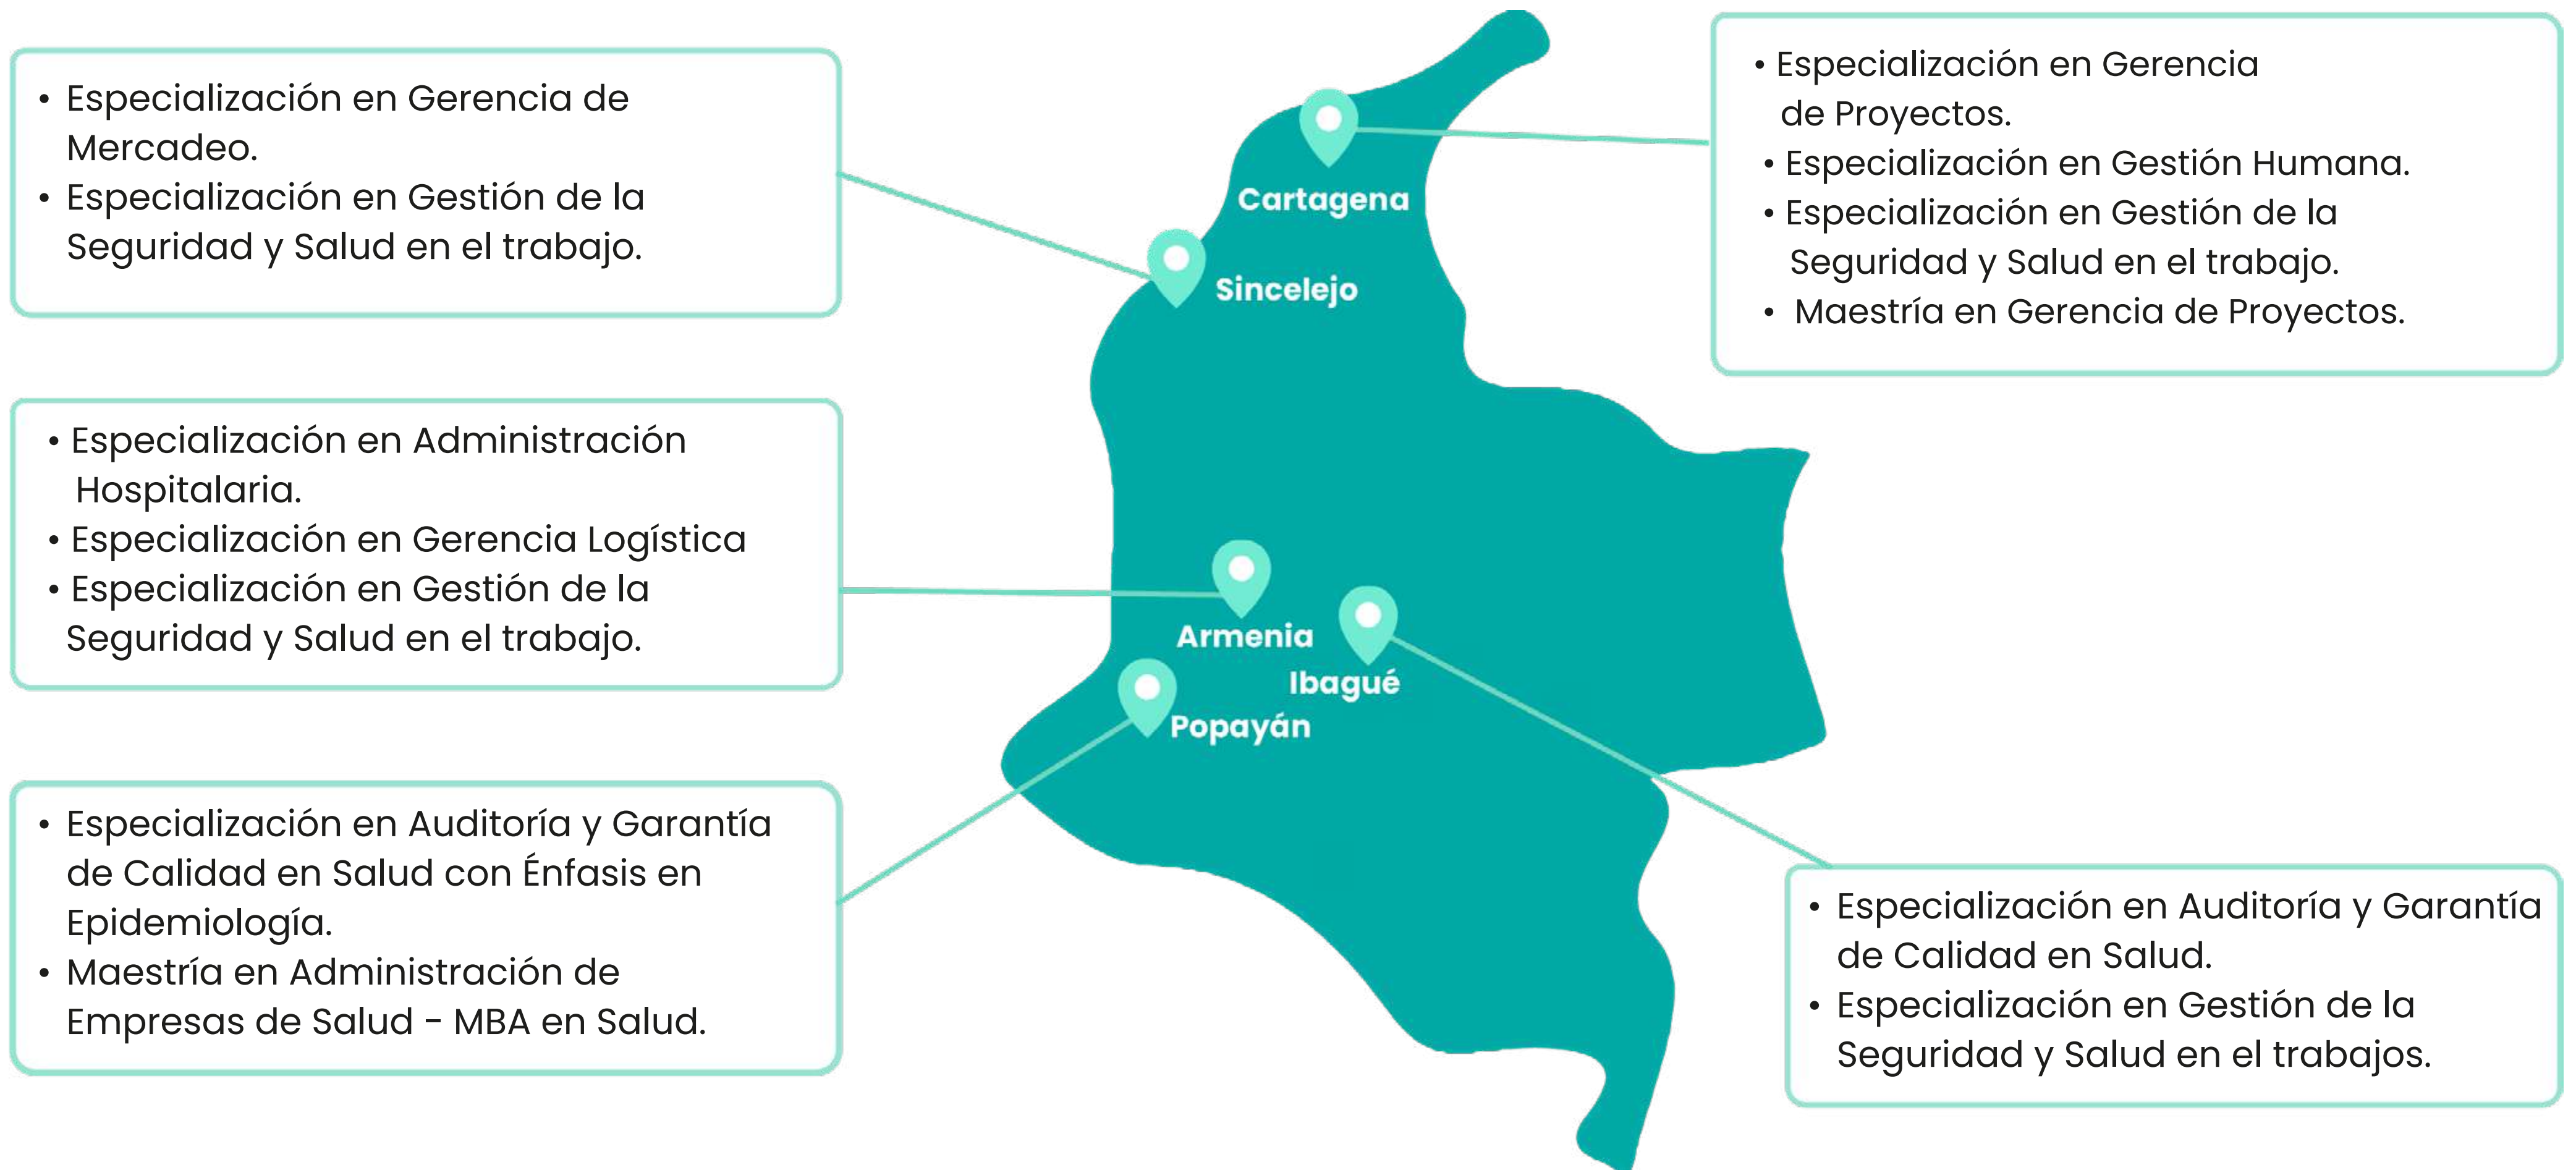 • Especialización en Gerencia de
Mercadeo.
• Especialización en Gestión de la
Seguridad y Salud en el trabajo.
• Especialización en Administración
Hospitalaria.
• Especialización en Gerencia Logística
• Especialización en Gestión de la
Seguridad y Salud en el trabajo.
• Especialización en Auditoría y Garantía
de Calidad en Salud con Énfasis en
Epidemiología.
• Maestría en Administración de
Empresas de Salud - MBA en Salud.
Cartagena
Sincelejo
Armenia
Ibagué
Popayán
• Especialización en Gerencia
de Proyectos.
• Especialización en Gestión Humana.
• Especialización en Gestión de la
Seguridad y Salud en el trabajo.
• Maestría en Gerencia de Proyectos.
• Especialización en Auditoría y Garantía
de Calidad en Salud.
• Especialización en Gestión de la
Seguridad y Salud en el trabajos.